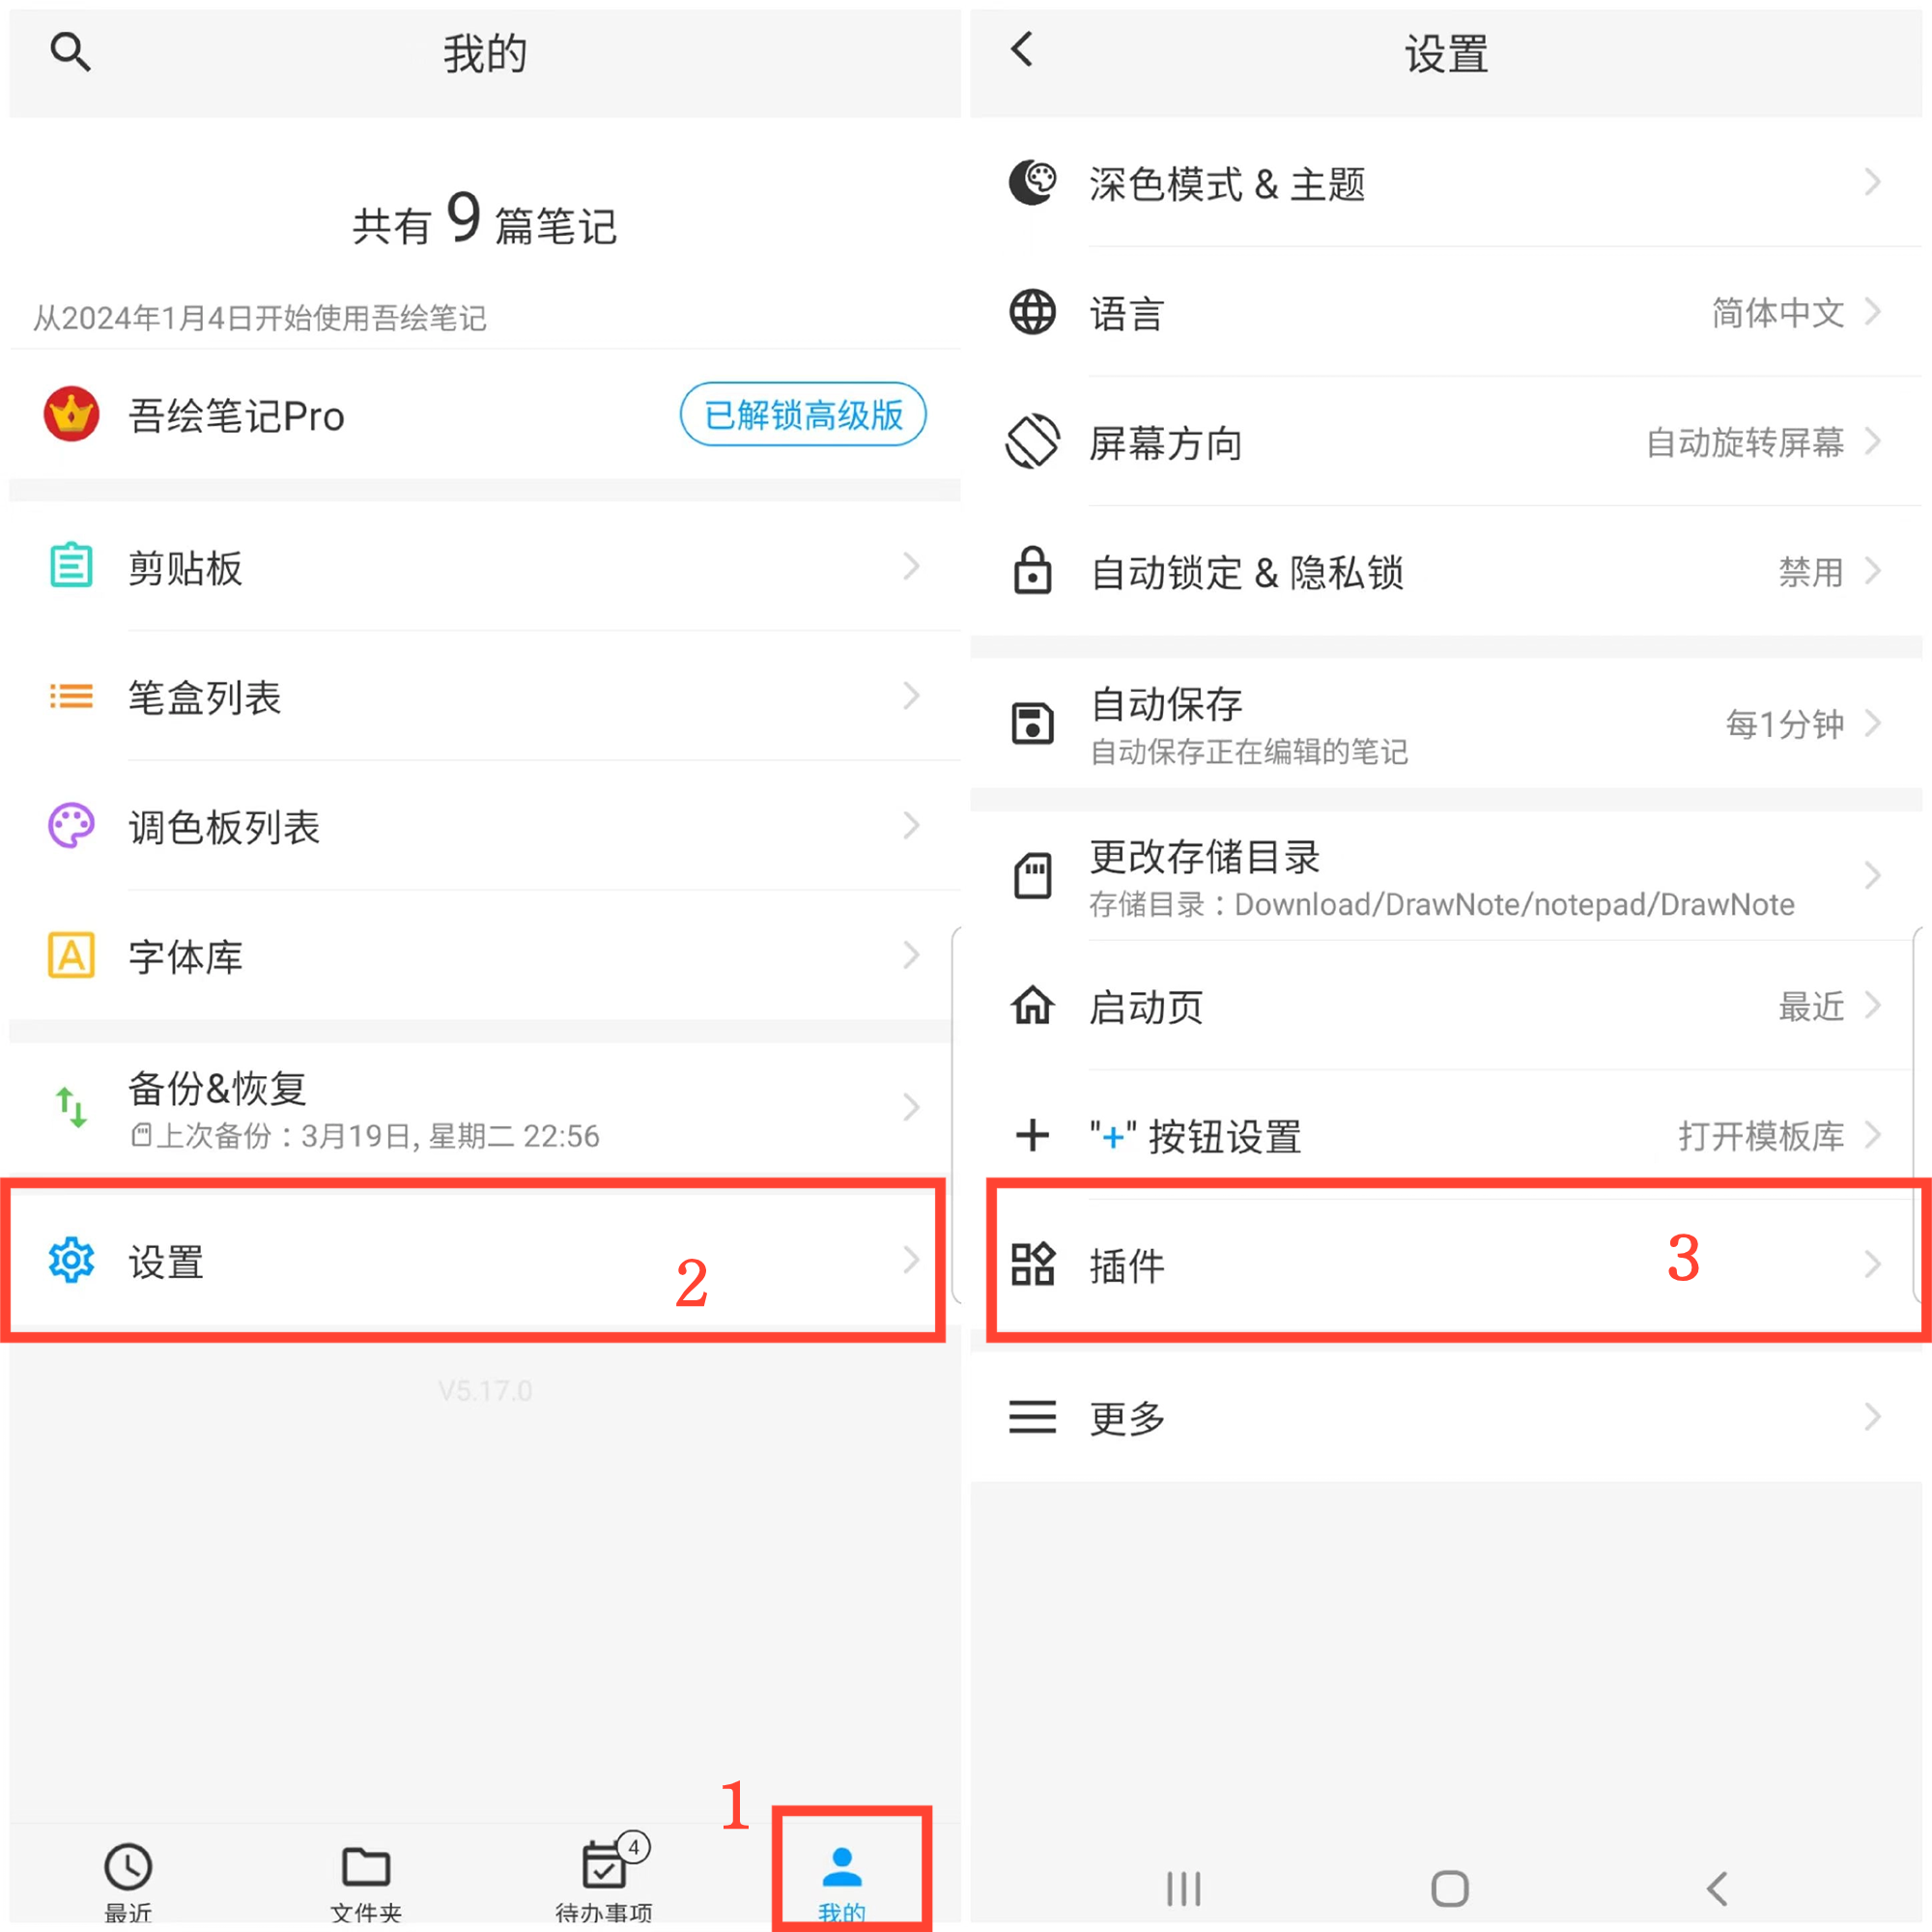 我的
共有 9 篇笔记
从2024年1月4日开始使用吾绘笔记
吾绘笔记Pro
已解锁高级版
剪贴板
笔盒列表
调色板列表
A
字体库
备份&恢复
上次备份：3月19日, 星期二 22:56
设置
2
V5.17.0
1
最近
文件夹
4
待办事项
我的
设置
深色模式 & 主题
语言
简体中文
屏幕方向
自动旋转屏幕
自动锁定 & 隐私锁
禁用
自动保存
自动保存正在编辑的笔记
每1分钟
更改存储目录
存储目录：Download/DrawNote/notepad/DrawNote
启动页
最近
"+" 按钮设置
打开模板库
插件
3
更多